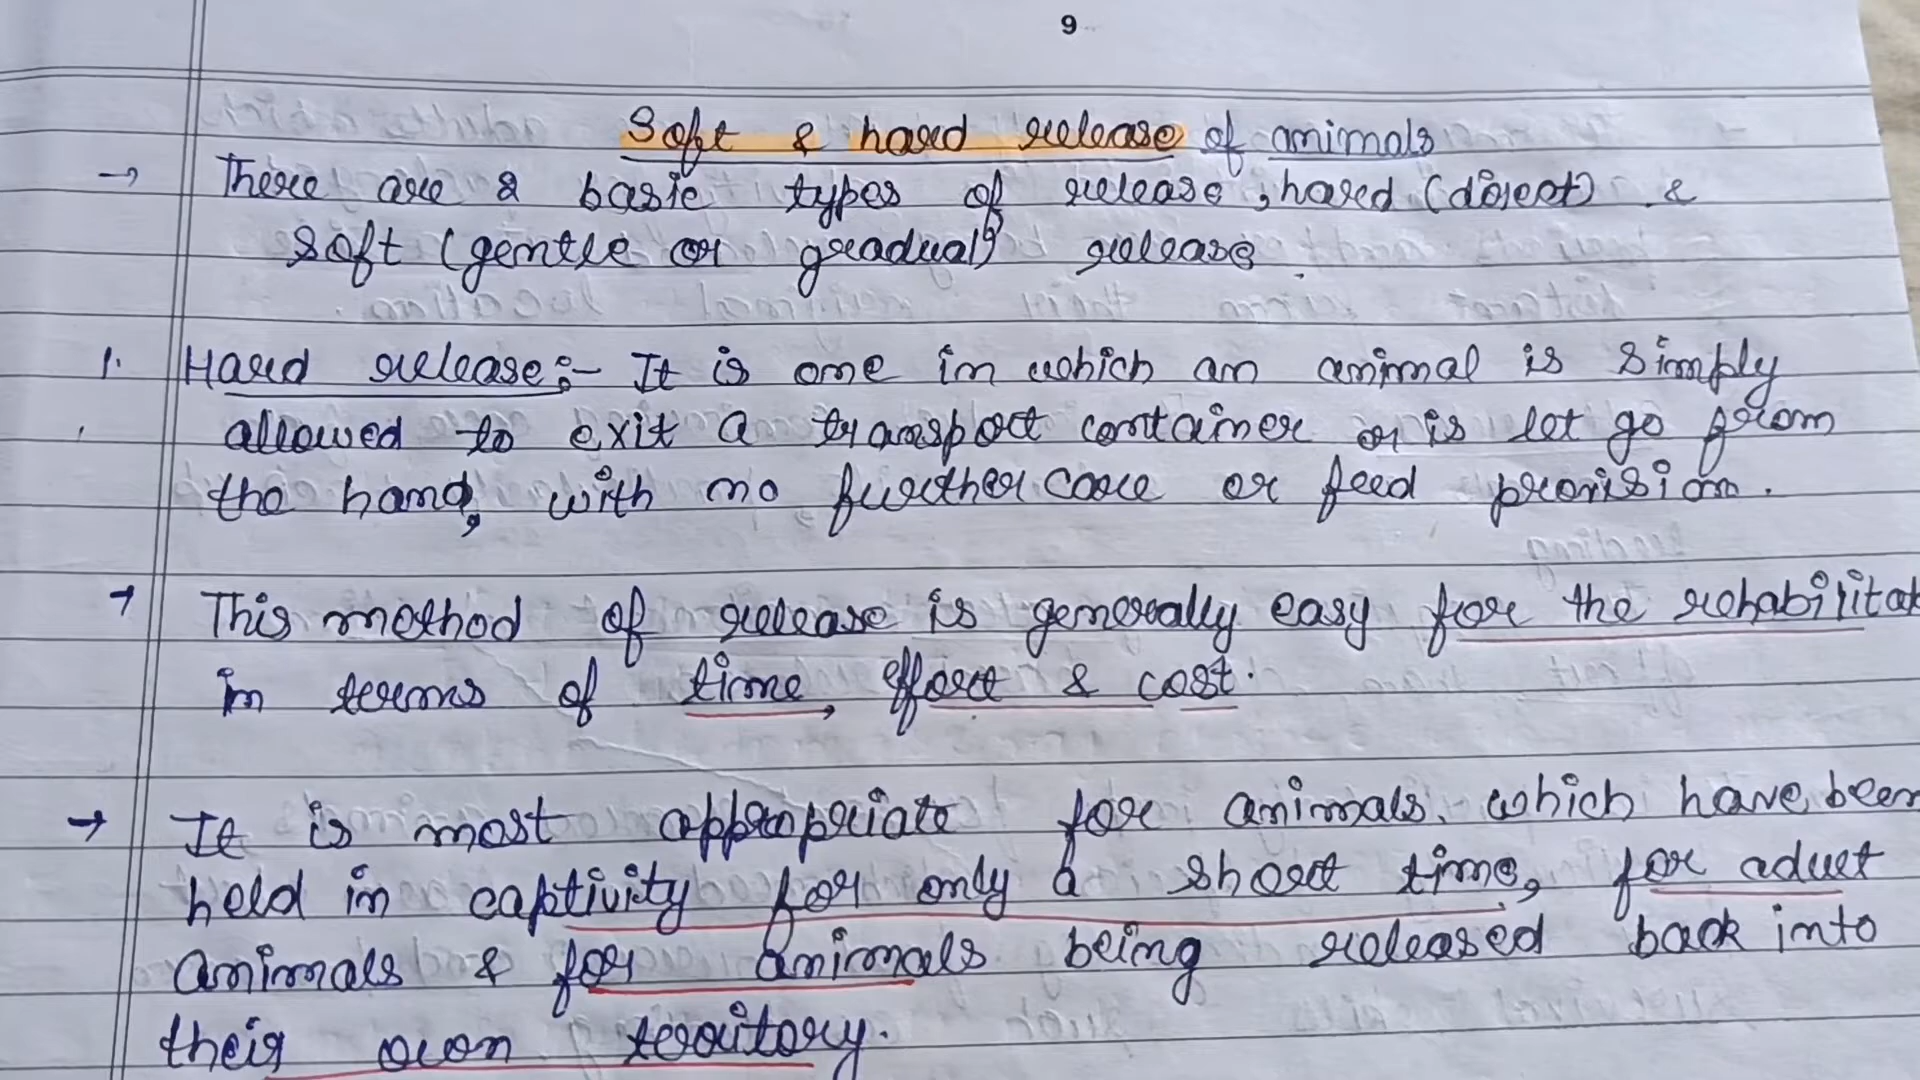 9
Soft & hard release of animals
→ There are 2 basic types of release, hard (direct) &
soft (gentle or gradual) release.
1. Hard release:- It is one in which an animal is simply
allowed to exit a transport container or is let go from
the hand, with no further care or feed provision.
→ This method of release is generally easy for the rehabilitat
in terms of time, effort & cost.
→ It is most appropriate for animals which have been
held in captivity for only a short time, for adult
animals & for animals being released back into
their own territory.